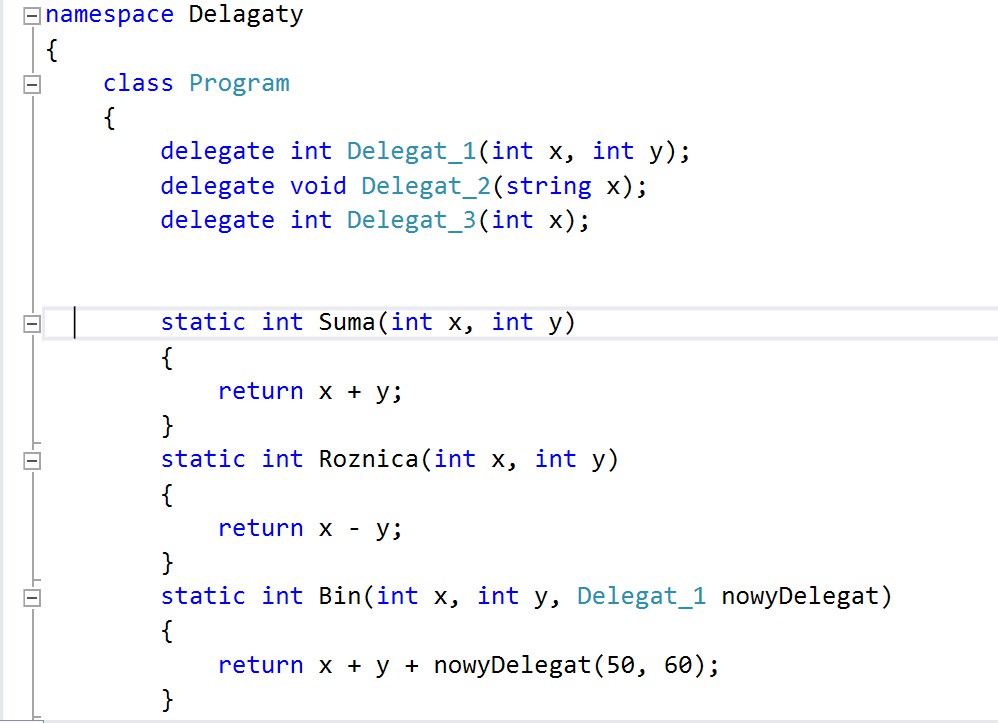 namespace Delagaty
{
class Program
{
delegate int Delegat_1(int x, int y);
delegate void Delegat_2(string x);
delegate int Delegat_3(int x);
static int Suma(int x, int y)
{
return x + y;
}
static int Roznica(int x, int y)
{
return x - y;
}
static int Bin(int x, int y, Delegat_1 nowyDelegat)
{
return x + y + nowyDelegat(50, 60);
}